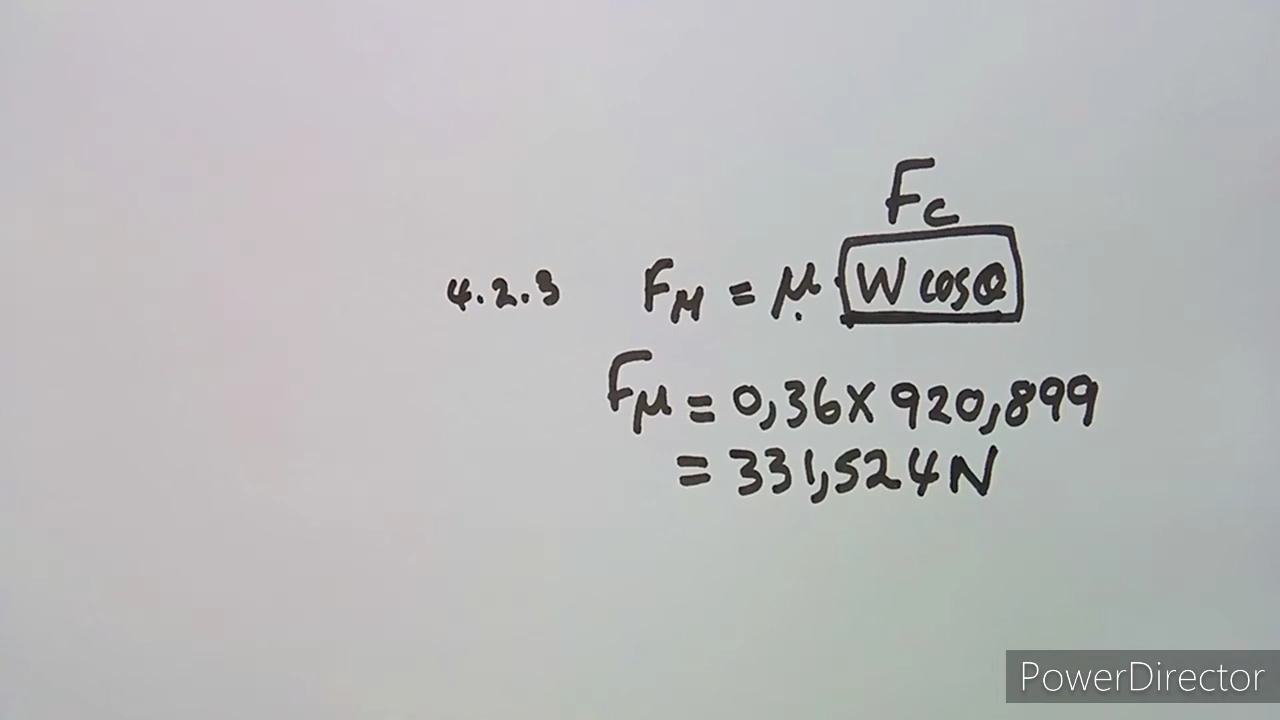 Fc
4.2.3 Fμ = μ. W cosθ
Fμ = 0,36 x 920,899
= 331,524N
PowerDirector